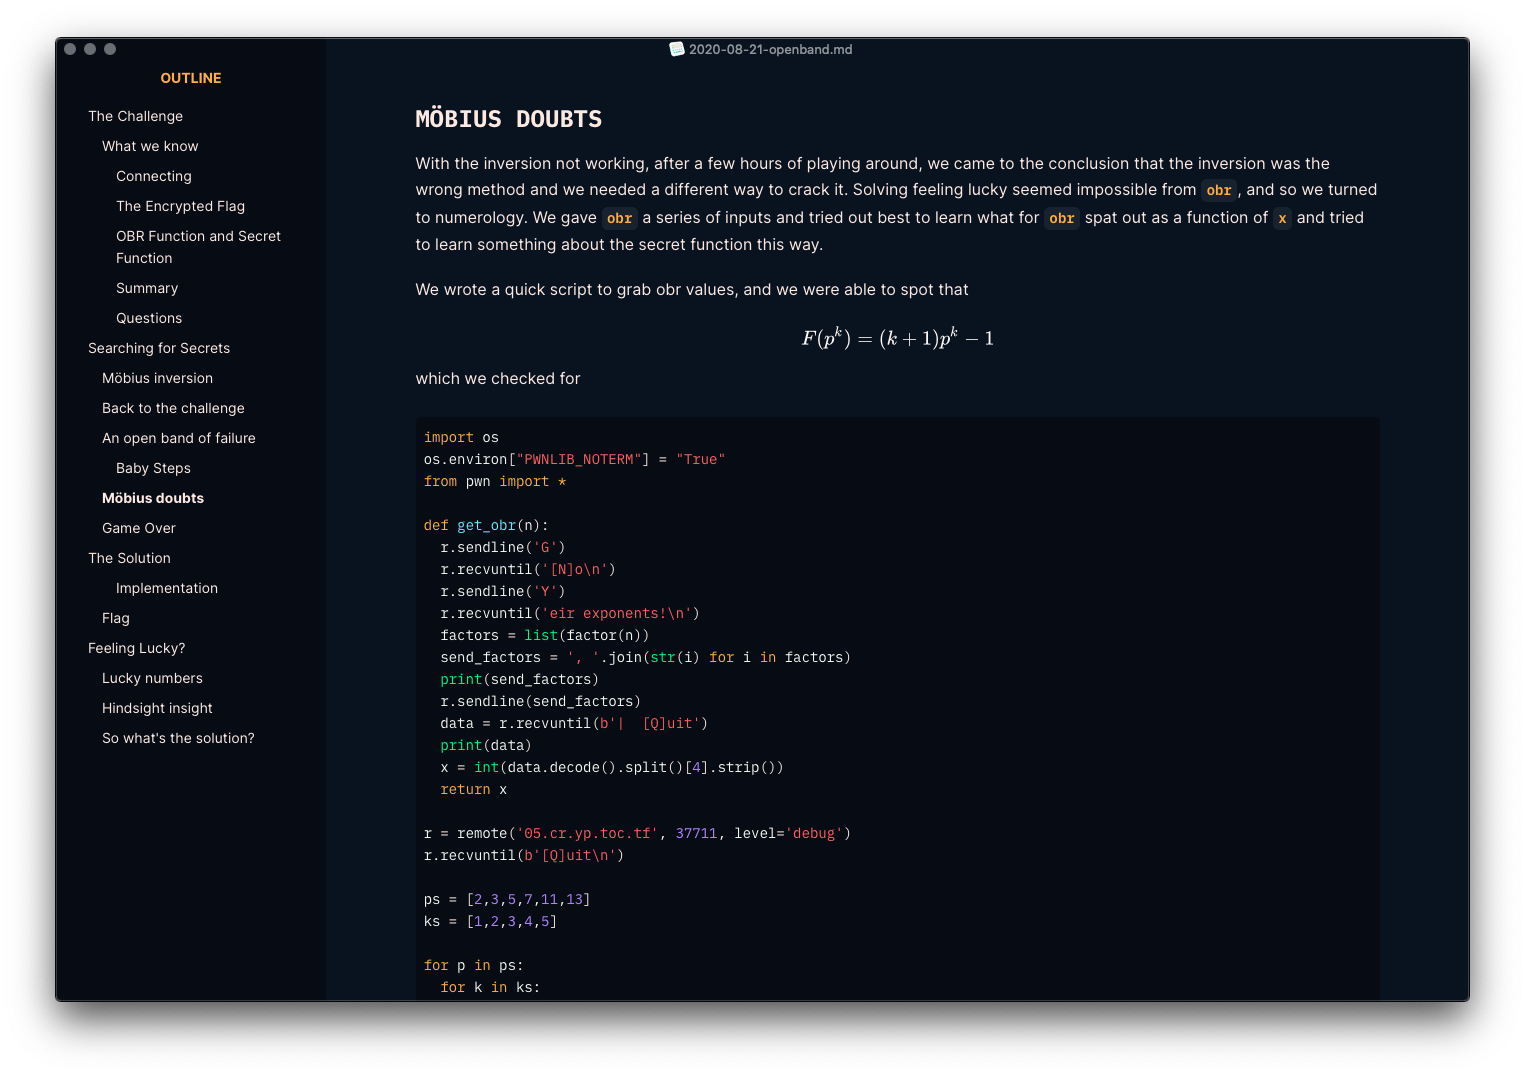 2020-08-21-openband.md
OUTLINE
The Challenge
What we know
Connecting
The Encrypted Flag
OBR Function and Secret
Function
Summary
Questions
Searching for Secrets
Möbius inversion
Back to the challenge
An open band of failure
Baby Steps
Möbius doubts
Game Over
The Solution
Implementation
Flag
Feeling Lucky?
Lucky numbers
Hindsight insight
So what's the solution?
MÖBIUS DOUBTS
With the inversion not working, after a few hours of playing around, we came to the conclusion that the inversion was the
wrong method and we needed a different way to crack it. Solving feeling lucky seemed impossible from obr, and so we turned
to numerology. We gave obr a series of inputs and tried out best to learn what for obr spat out as a function of x and tried
to learn something about the secret function this way.
We wrote a quick script to grab obr values, and we were able to spot that
F(p^k) = (k + 1)p^k − 1
which we checked for
import os
os.environ["PWNLIB_NOTERM"] = "True"
from pwn import *
def get_obr(n):
  r.sendline('G')
  r.recvuntil('[N]o\n')
  r.sendline('Y')
  r.recvuntil('eir exponents!\n')
  factors = list(factor(n))
  send_factors = ', '.join(str(i) for i in factors)
  print(send_factors)
  r.sendline(send_factors)
  data = r.recvuntil(b'|  [Q]uit')
  print(data)
  x = int(data.decode().split()[4].strip())
  return x
r = remote('05.cr.yp.toc.tf', 37711, level='debug')
r.recvuntil(b'[Q]uit\n')
ps = [2,3,5,7,11,13]
ks = [1,2,3,4,5]
for p in ps:
  for k in ks: